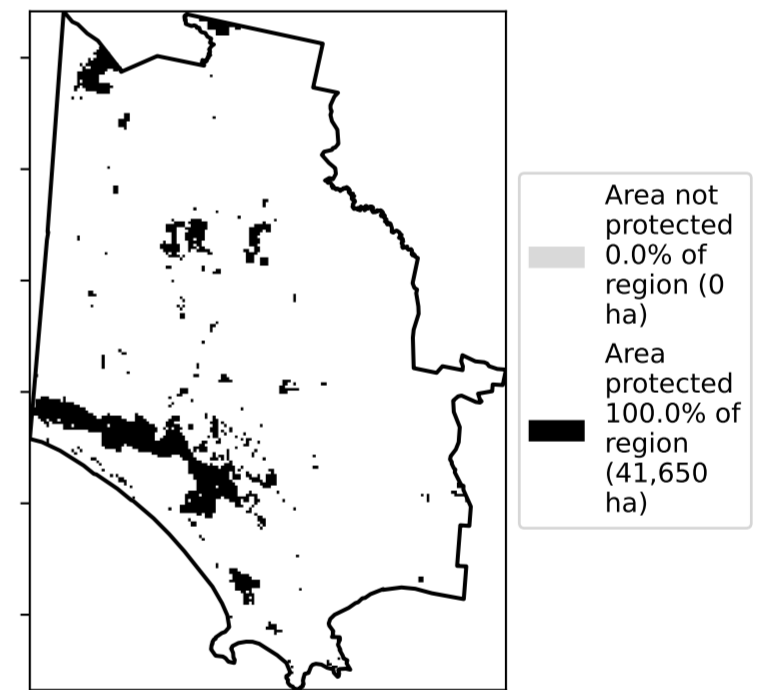 Area not
protected
0.0% of
region (0
ha)
Area
protected
100.0% of
region
(41,650
ha)